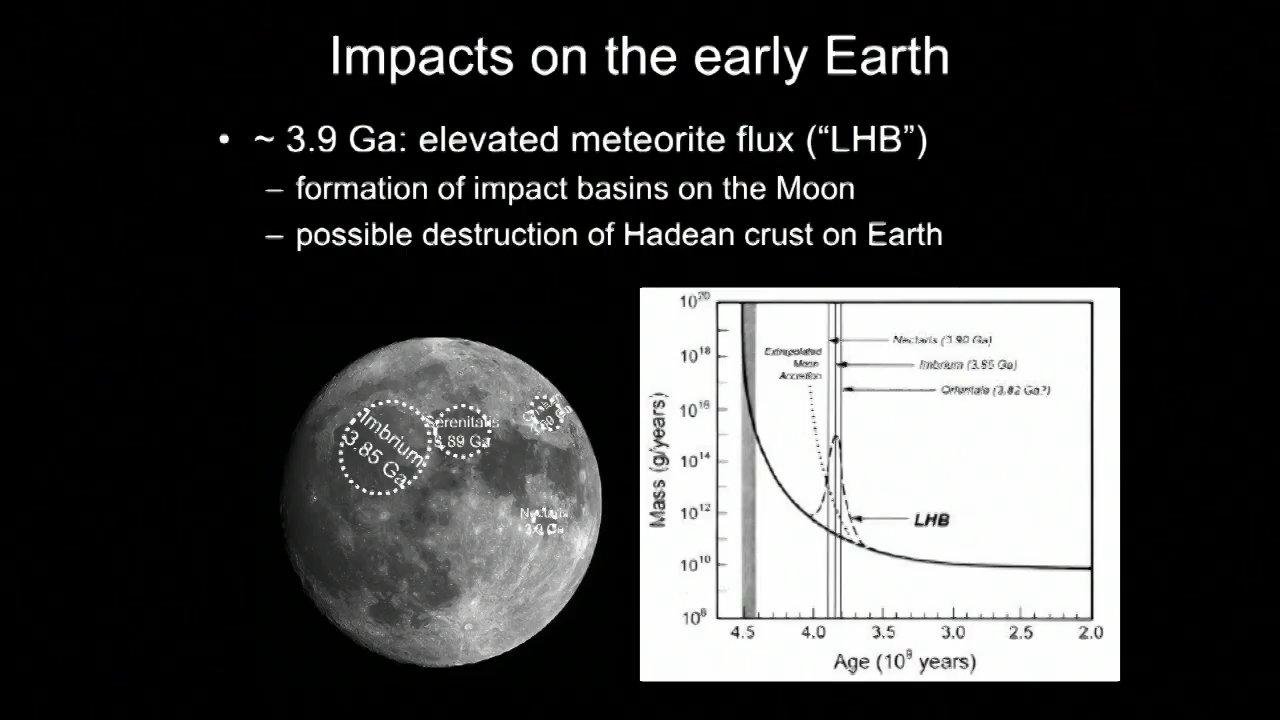 Impacts on the early Earth
• ~ 3.9 Ga: elevated meteorite flux (“LHB”)
– formation of impact basins on the Moon
– possible destruction of Hadean crust on Earth
Imbrium
3.85 Ga
Serenitatis
3.89 Ga
Nectaris
3.9 Ga
10²⁰
10¹⁸
10¹⁶
10¹⁴
10¹²
10¹⁰
10⁸
Mass (g/years)
Extrapolated
Moon
Accretion
Nectaris (3.90 Ga)
Imbrium (3.85 Ga)
Orientale (3.82 Ga?)
LHB
4.5 4.0 3.5 3.0 2.5 2.0
Age (10⁹ years)